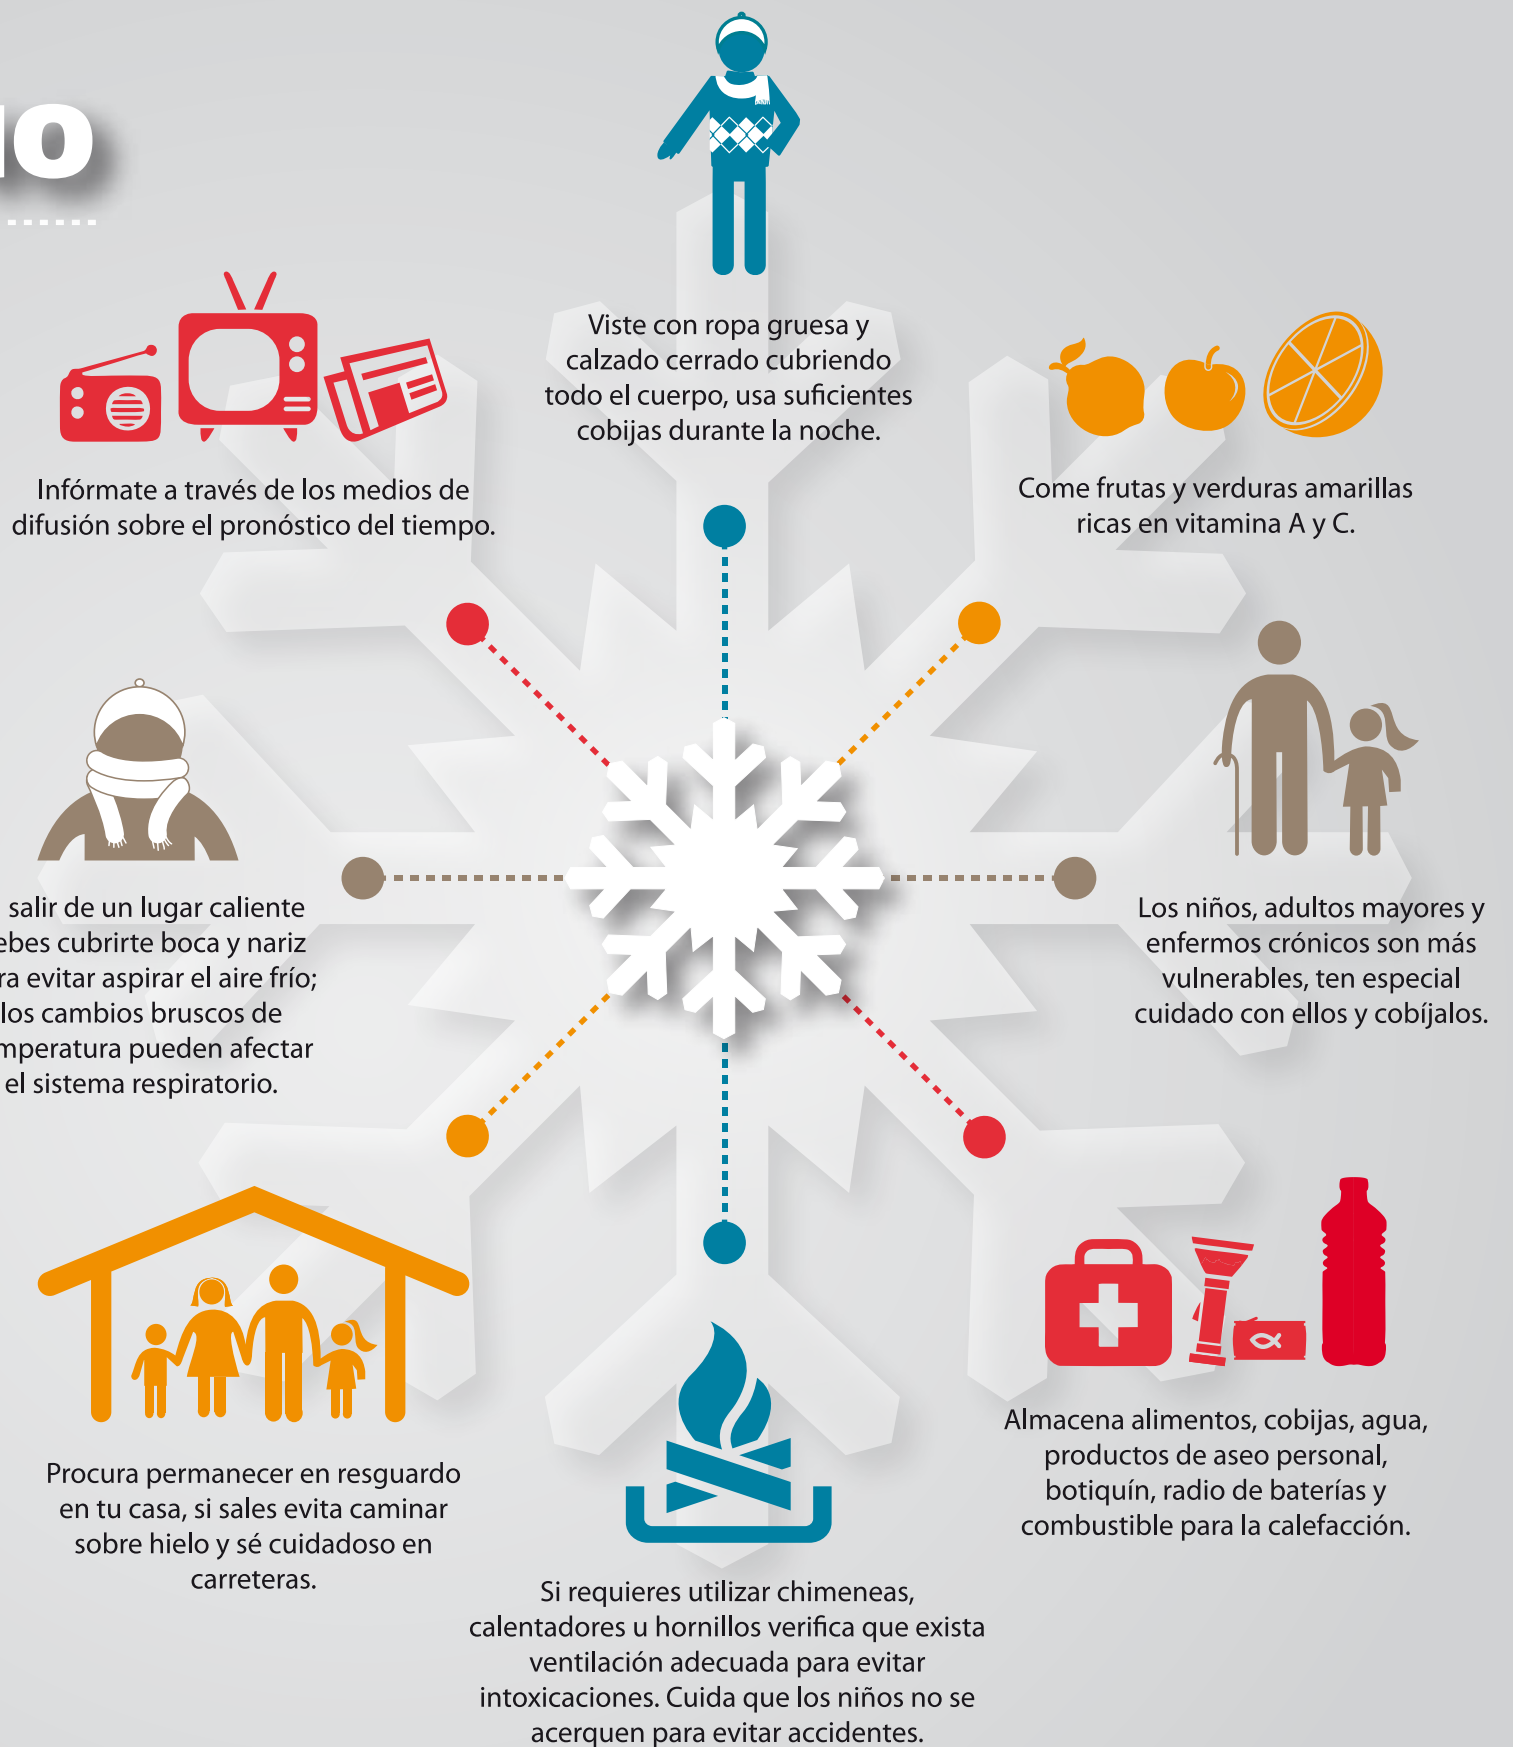 Viste con ropa gruesa y
calzado cerrado cubriendo
todo el cuerpo, usa suficientes
cobijas durante la noche.
Infórmate a través de los medios de
difusión sobre el pronóstico del tiempo.
Come frutas y verduras amarillas
ricas en vitamina A y C.
salir de un lugar caliente
cubrirte boca y nariz
evitar aspirar el aire frío;
los cambios bruscos de
pueden afectar
el sistema respiratorio.
Los niños, adultos mayores y
enfermos crónicos son más
vulnerables, ten especial
cuidado con ellos y cobíjalos.
Procura permanecer en resguardo
en tu casa, si sales evita caminar
sobre hielo y sé cuidadoso en
carreteras.
Almacena alimentos, cobijas, agua,
productos de aseo personal,
botiquín, radio de baterías y
combustible para la calefacción.
Si requieres utilizar chimeneas,
calentadores u hornillos verifica que exista
ventilación adecuada para evitar
intoxicaciones. Cuida que los niños no se
acerquen para evitar accidentes.